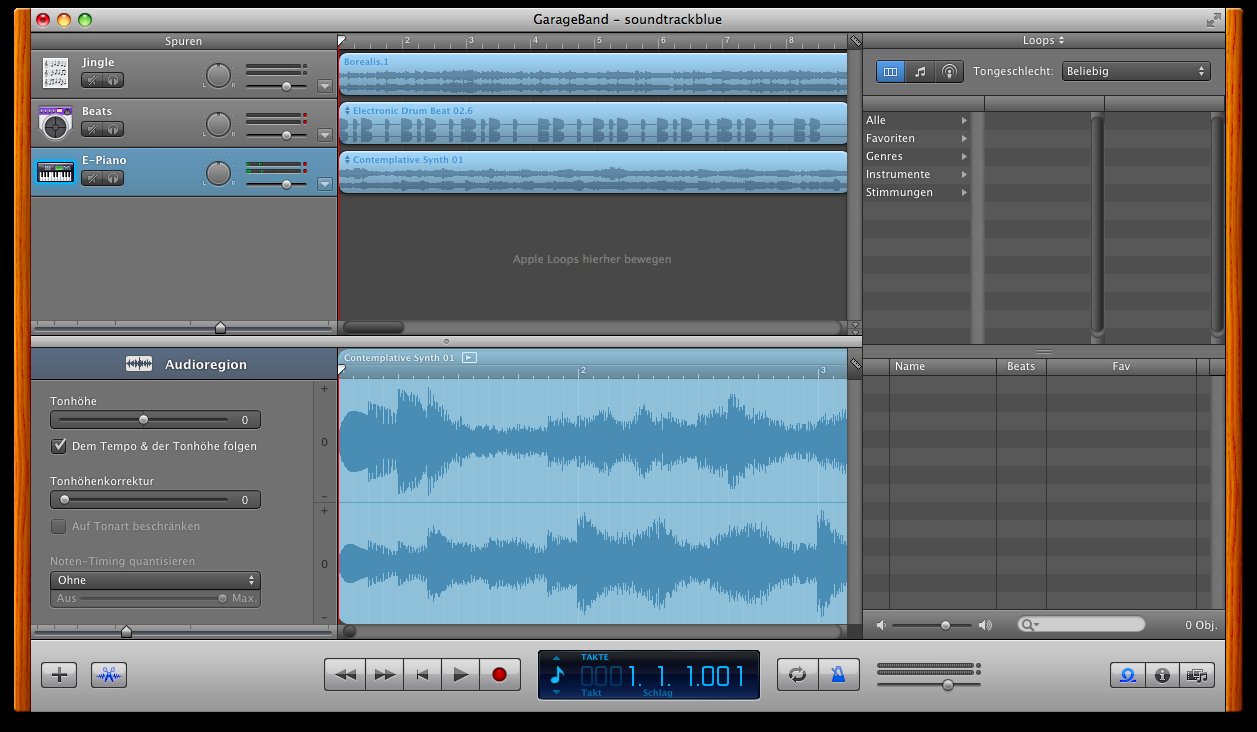 GarageBand – soundtrackblue
Spuren
2 3 4 5 6 7 8
Loops
Jingle
L R
Borealis.1
Tongeschlecht: Beliebig
Beats
L R
Electronic Drum Beat 02.6
E-Piano
L R
Contemplative Synth 01
Alle
Favoriten
Genres
Instrumente
Stimmungen
Apple Loops hierher bewegen
Audioregion
Contemplative Synth 01
2 3
Name Beats Fav
Tonhöhe
0
Dem Tempo & der Tonhöhe folgen
Tonhöhenkorrektur
0
Auf Tonart beschränken
Noten-Timing quantisieren
Ohne
Aus Max.
+
0
–
+
0
–
0 Obj.
TAKTE
0001. 1. 1.001
Takt Schlag